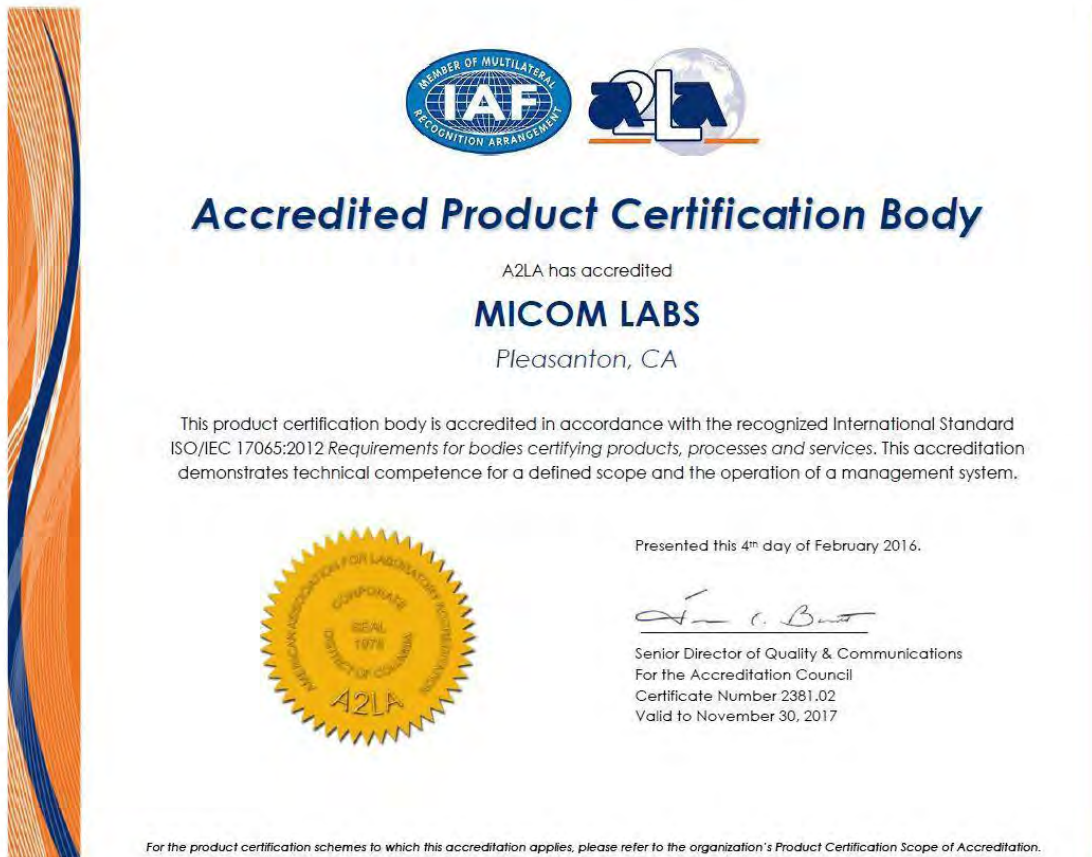 MEMBER OF MULTILATERAL
IAF
RECOGNITION ARRANGEMENT
a2La
Accredited Product Certification Body
A2LA has accredited
MICOM LABS
Pleasanton, CA
This product certification body is accredited in accordance with the recognized International Standard
ISO/IEC 17065:2012 Requirements for bodies certifying products, processes and services. This accreditation
demonstrates technical competence for a defined scope and the operation of a management system.
AMERICAN ASSOCIATION FOR LABORATORY ACCREDITATION
CORPORATE
SEAL
1978
DISTRICT OF COLUMBIA
A2LA
Presented this 4th day of February 2016.
Senior Director of Quality & Communications
For the Accreditation Council
Certificate Number 2381.02
Valid to November 30, 2017
For the product certification schemes to which this accreditation applies, please refer to the organization's Product Certification Scope of Accreditation.